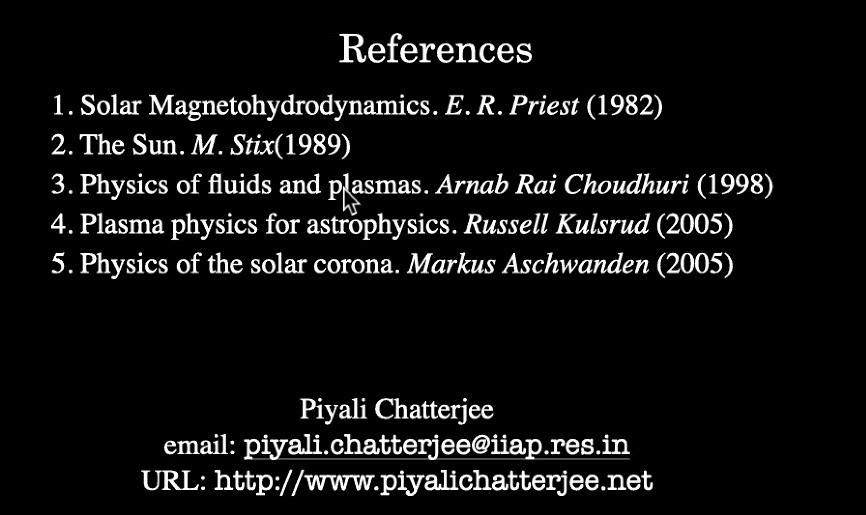 References
1. Solar Magnetohydrodynamics. E. R. Priest (1982)
2. The Sun. M. Stix(1989)
3. Physics of fluids and plasmas. Arnab Rai Choudhuri (1998)
4. Plasma physics for astrophysics. Russell Kulsrud (2005)
5. Physics of the solar corona. Markus Aschwanden (2005)
Piyali Chatterjee
email: piyali.chatterjee@iiap.res.in
URL: http://www.piyalichatterjee.net